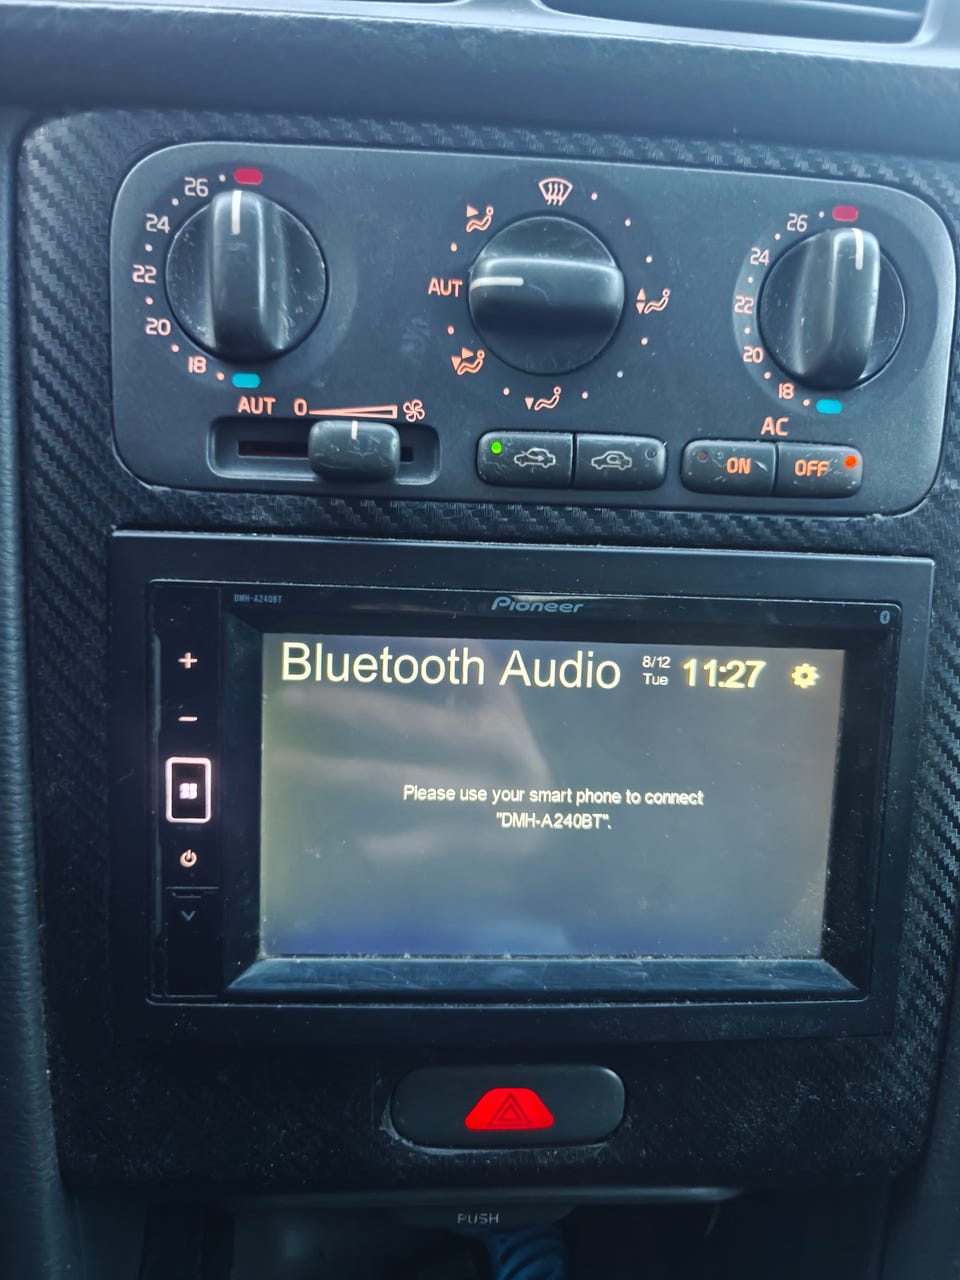 26
24
22
20
18
AUT 0
AUT
26
24
22
20
18
AC
ON OFF
DMH-A240BT
Pioneer
+
−
Bluetooth Audio 8/12 Tue 11:27
Please use your smart phone to connect
"DMH-A240BT".
PUSH